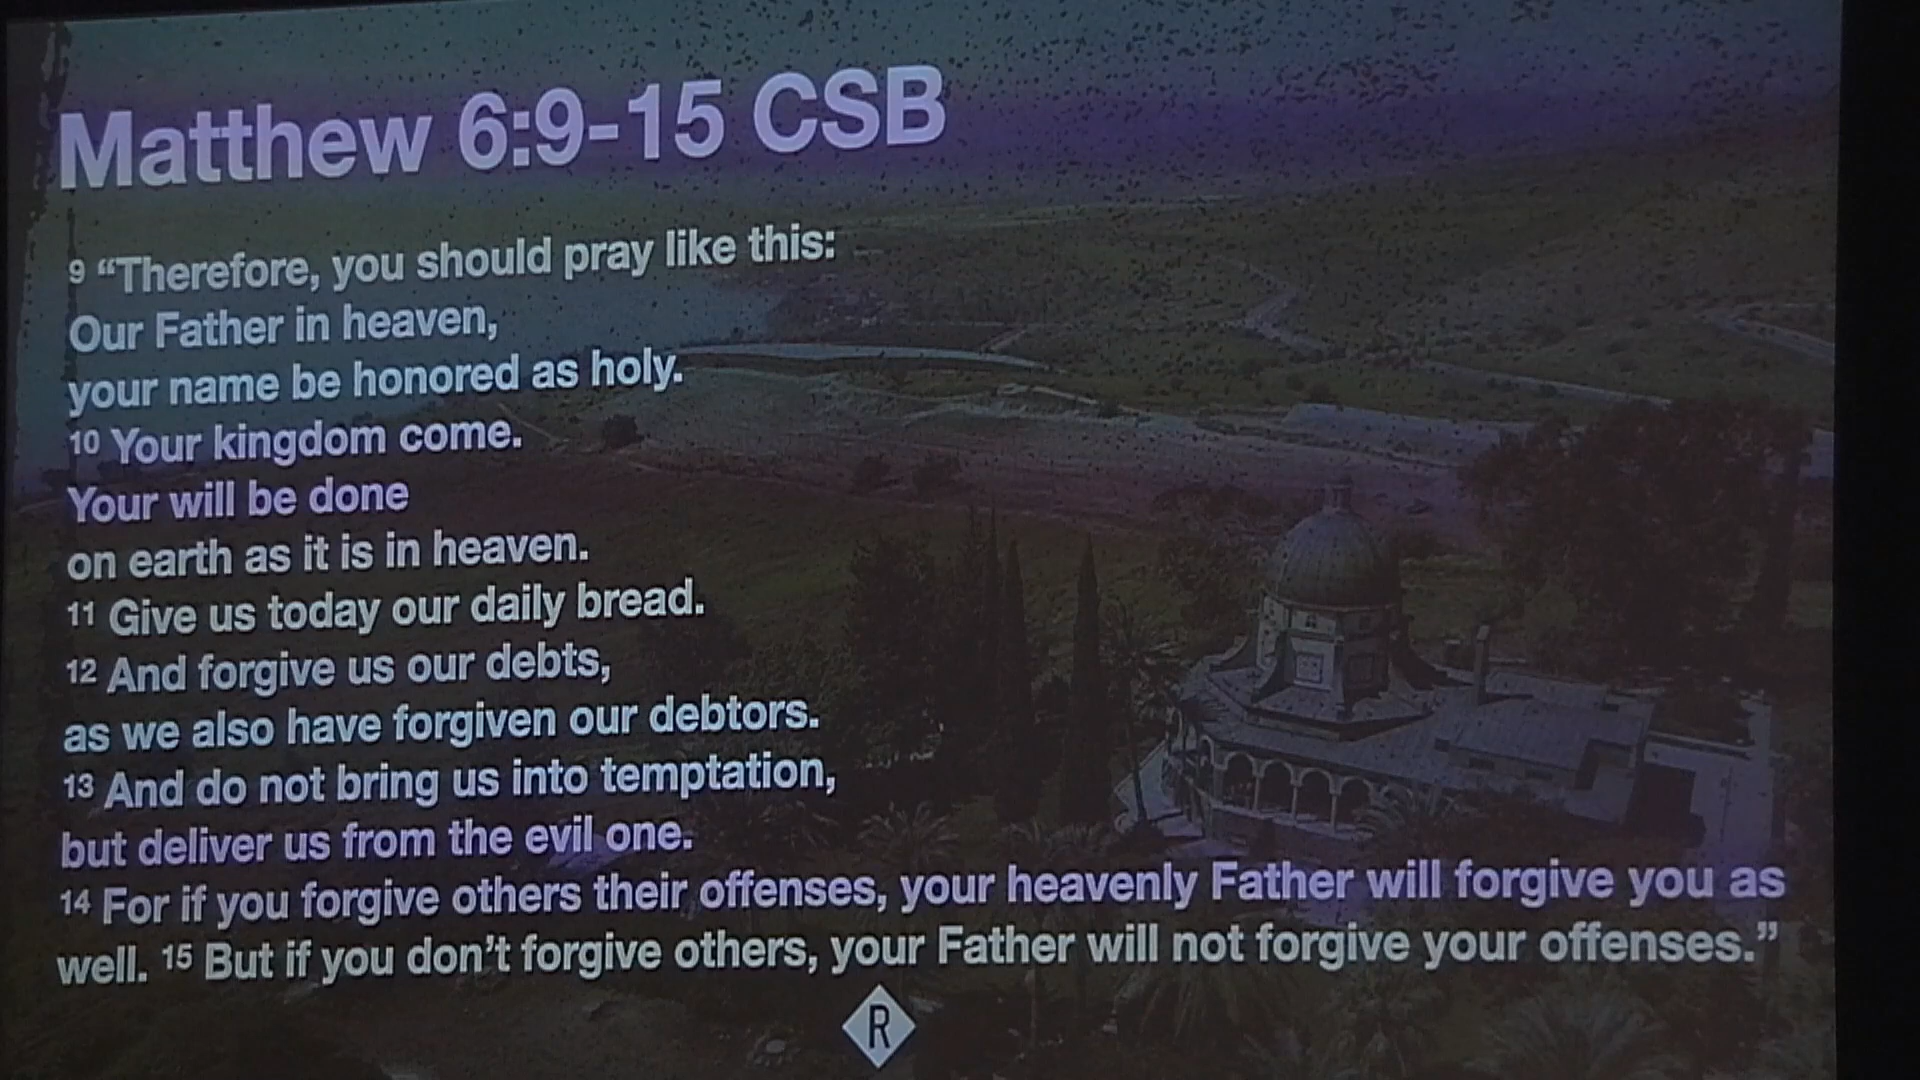 Matthew 6:9-15 CSB
9 “Therefore, you should pray like this:
Our Father in heaven,
your name be honored as holy.
10 Your kingdom come.
Your will be done
on earth as it is in heaven.
11 Give us today our daily bread.
12 And forgive us our debts,
as we also have forgiven our debtors.
13 And do not bring us into temptation,
but deliver us from the evil one.
14 For if you forgive others their offenses, your heavenly Father will forgive you as
well. 15 But if you don’t forgive others, your Father will not forgive your offenses.”
R